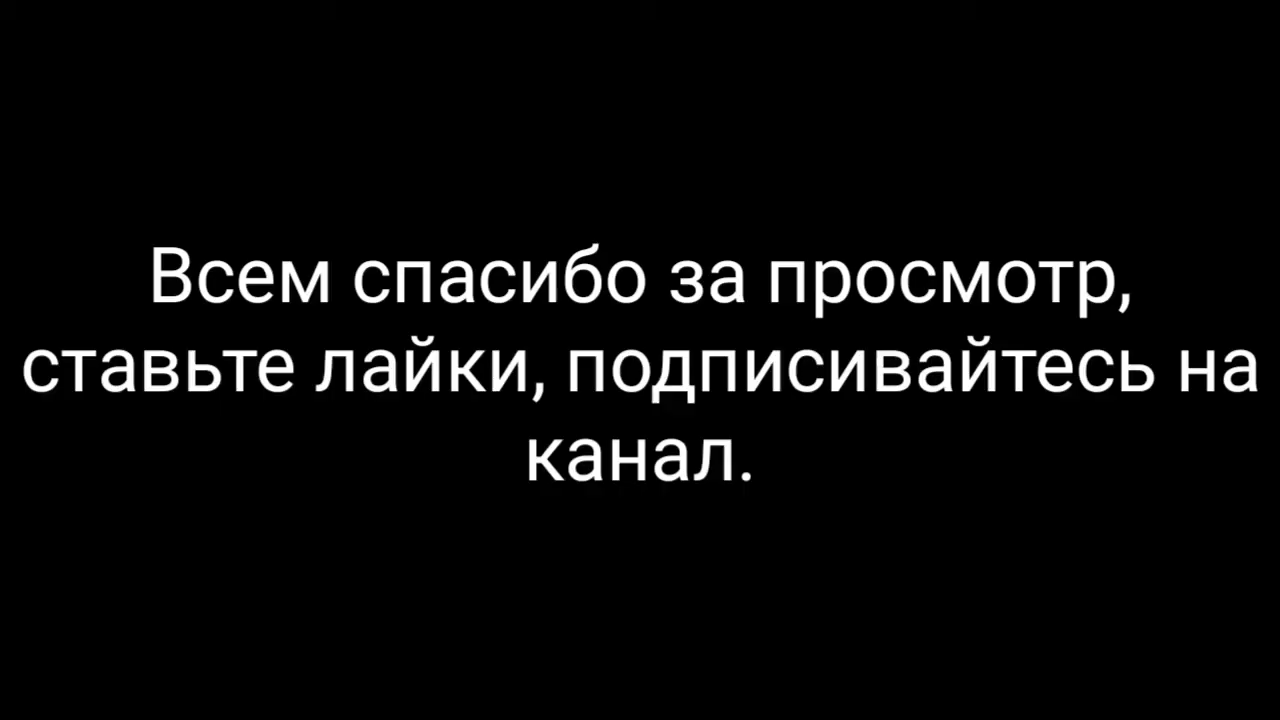 Всем спасибо за просмотр,
ставьте лайки, подписивайтесь на
канал.